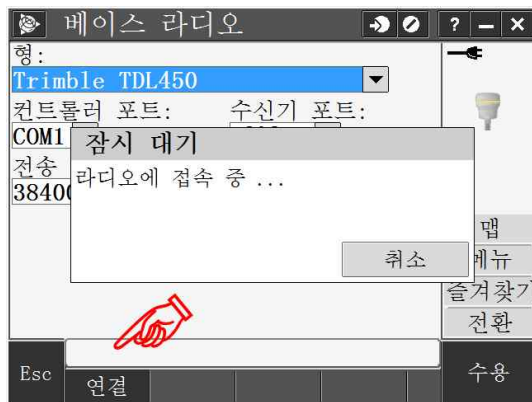 베이스 라디오
? — ×
형:
Trimble TDL450
컨트롤러 포트: 수신기 포트:
COM1
잠시 대기
전송
라디오에 접속 중 ...
3840
취소
맵
메뉴
즐겨찾기
전환
Esc
연결
수용